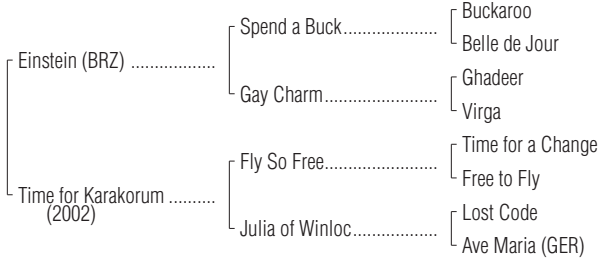 Buckaroo
Spend a Buck....................
Belle de Jour
Einstein (BRZ) ..................
Ghadeer
Gay Charm........................
Virga
Time for a Change
Fly So Free........................
Free to Fly
Time for Karakorum ..........
(2002)
Lost Code
Julia of Winloc..................
Ave Maria (GER)